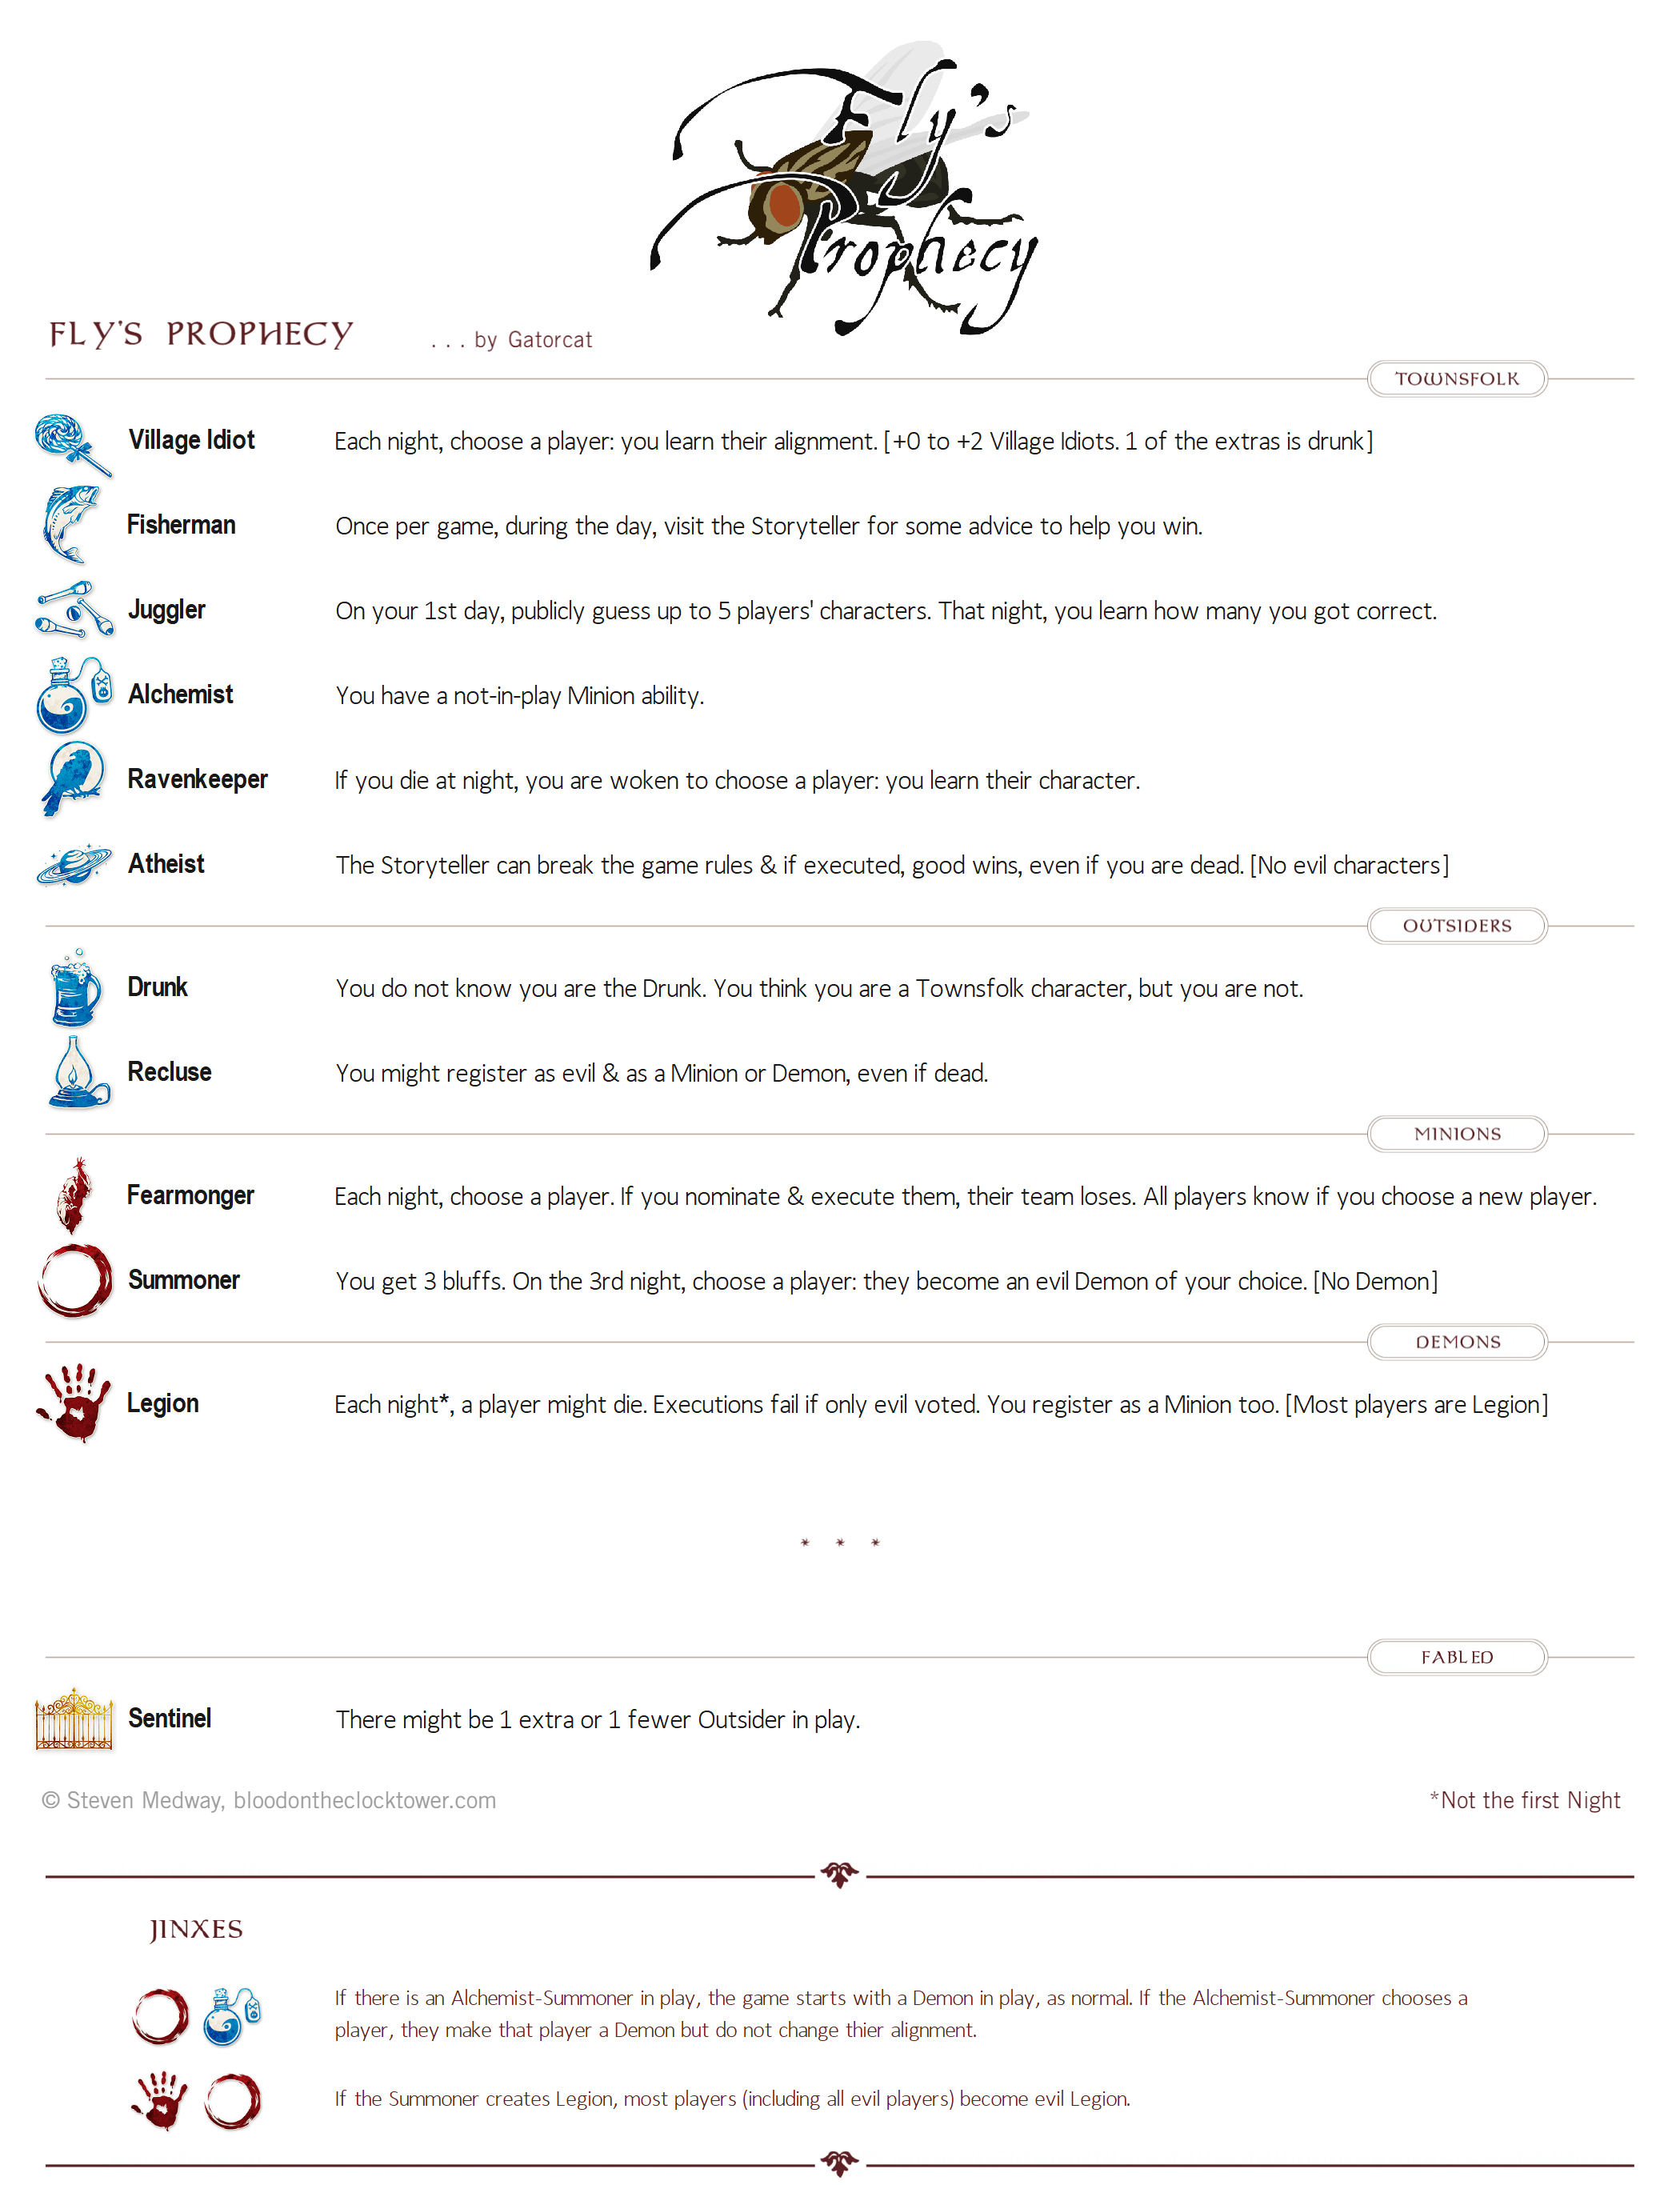 Fly's
Prophecy
FLY'S PROPHECY . . . by Gatorcat
TOWNSFOLK
Village Idiot Each night, choose a player: you learn their alignment. [+0 to +2 Village Idiots. 1 of the extras is drunk]
Fisherman Once per game, during the day, visit the Storyteller for some advice to help you win.
Juggler On your 1st day, publicly guess up to 5 players' characters. That night, you learn how many you got correct.
Alchemist You have a not-in-play Minion ability.
Ravenkeeper If you die at night, you are woken to choose a player: you learn their character.
Atheist The Storyteller can break the game rules & if executed, good wins, even if you are dead. [No evil characters]
OUTSIDERS
Drunk You do not know you are the Drunk. You think you are a Townsfolk character, but you are not.
Recluse You might register as evil & as a Minion or Demon, even if dead.
MINIONS
Fearmonger Each night, choose a player. If you nominate & execute them, their team loses. All players know if you choose a new player.
Summoner You get 3 bluffs. On the 3rd night, choose a player: they become an evil Demon of your choice. [No Demon]
DEMONS
Legion Each night*, a player might die. Executions fail if only evil voted. You register as a Minion too. [Most players are Legion]
* * *
FABLED
Sentinel There might be 1 extra or 1 fewer Outsider in play.
© Steven Medway, bloodontheclocktower.com *Not the first Night
JINXES
If there is an Alchemist-Summoner in play, the game starts with a Demon in play, as normal. If the Alchemist-Summoner chooses a
player, they make that player a Demon but do not change thier alignment.
If the Summoner creates Legion, most players (including all evil players) become evil Legion.